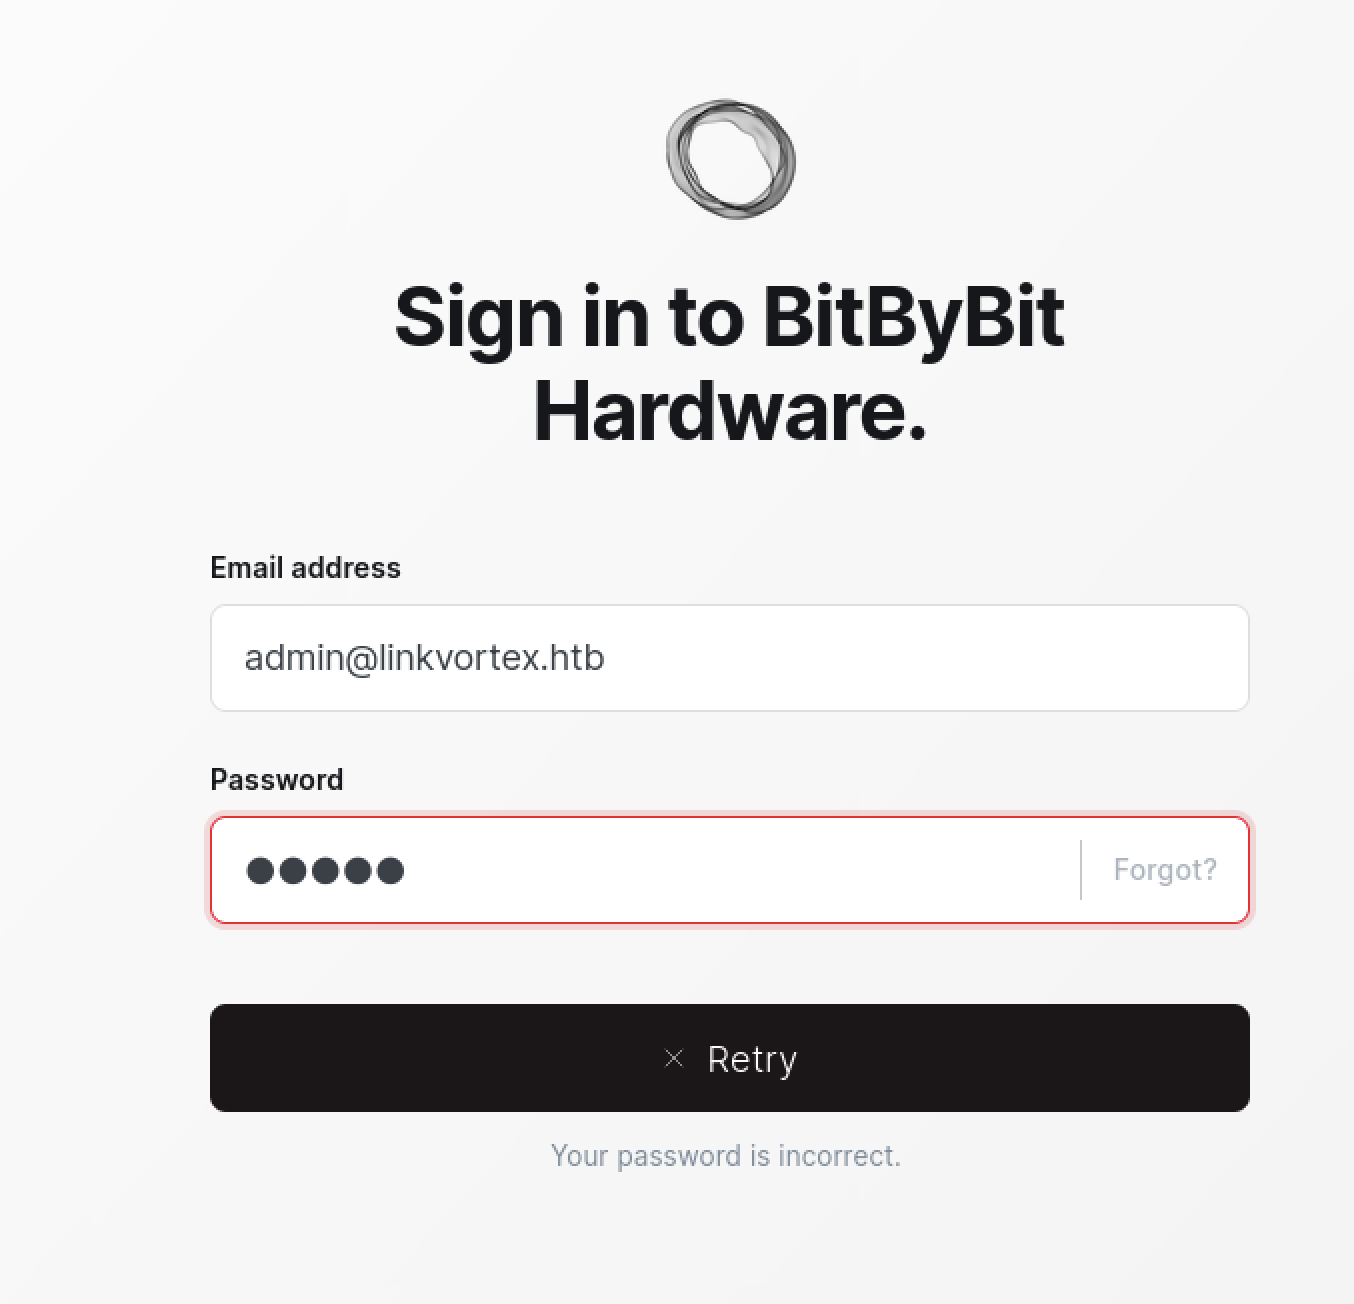 Sign in to BitByBit
Hardware.
Email address
admin@linkvortex.htb
Password
●●●●●
Forgot?
Retry
Your password is incorrect.